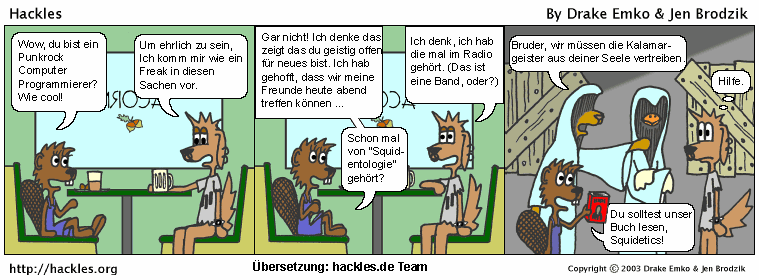 Hackles
By Drake Emko & Jen Brodzik
Wow, du bist ein
Punkrock
Computer
Programmierer?
Wie cool!
Um ehrlich zu sein,
Ich komm mir wie ein
Freak in diesen
Sachen vor.
Gar nicht! Ich denke das
zeigt das du geistig offen
für neues bist. Ich hab
gehofft, dass wir meine
Freunde heute abend
treffen können ...
Ich denk, ich hab
die mal im Radio
gehört. (Das ist
eine Band, oder?)
Schon mal
von "Squid-
entologie"
gehört?
ACORN
Bruder, wir müssen die Kalamar-
geister aus deiner Seele vertreiben.
Hilfe.
Du solltest unser
Buch lesen,
Squidetics!
http://hackles.org
Übersetzung: hackles.de Team
Copyright © 2003 Drake Emko & Jen Brodzik